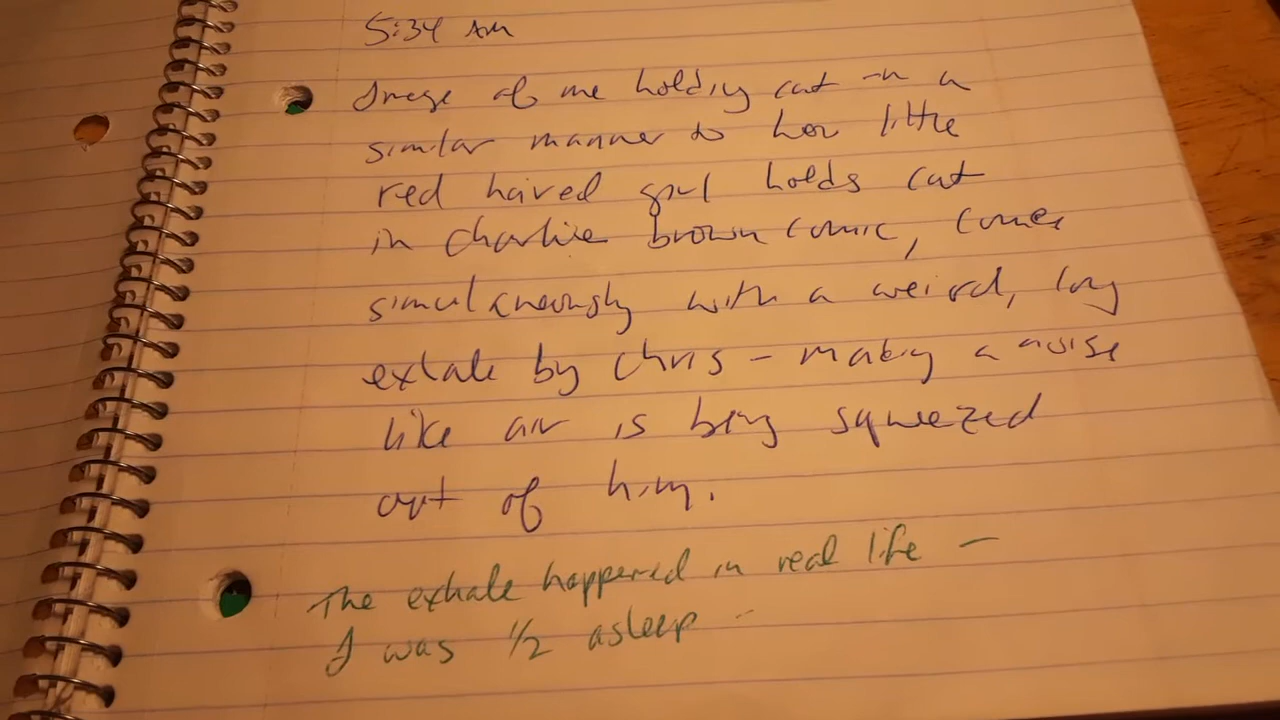 5:34 AM
Image of me holding cat in a
similar manner to how little
red haired girl holds cat
in Charlie brown comic, comes
simultaneously with a weird, long
exhale by Chris – making a noise
like air is being squeezed
out of him.
The exhale happened in real life –
I was 1/2 asleep –